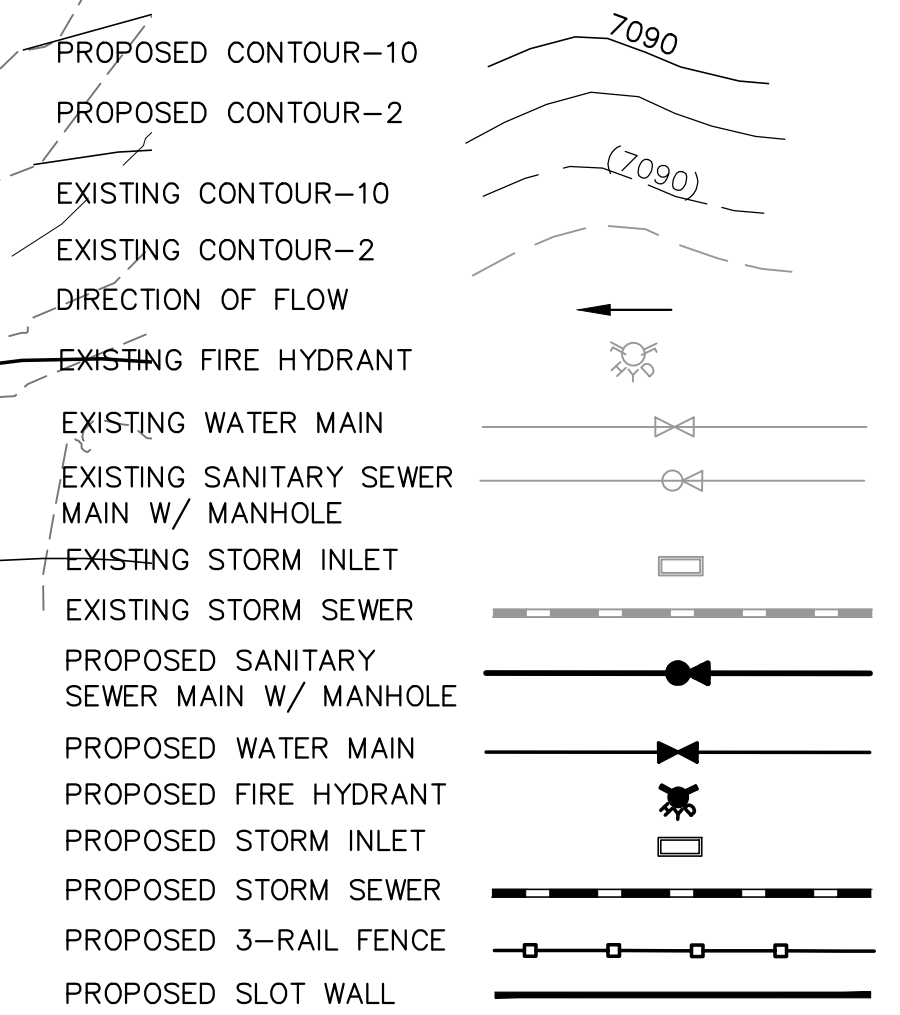 PROPOSED CONTOUR-10 7090
PROPOSED CONTOUR-2
EXISTING CONTOUR-10 (7090)
EXISTING CONTOUR-2
DIRECTION OF FLOW
EXISTING FIRE HYDRANT HYD
EXISTING WATER MAIN
EXISTING SANITARY SEWER
MAIN W/ MANHOLE
EXISTING STORM INLET
EXISTING STORM SEWER
PROPOSED SANITARY
SEWER MAIN W/ MANHOLE
PROPOSED WATER MAIN
PROPOSED FIRE HYDRANT HYD
PROPOSED STORM INLET
PROPOSED STORM SEWER
PROPOSED 3-RAIL FENCE
PROPOSED SLOT WALL